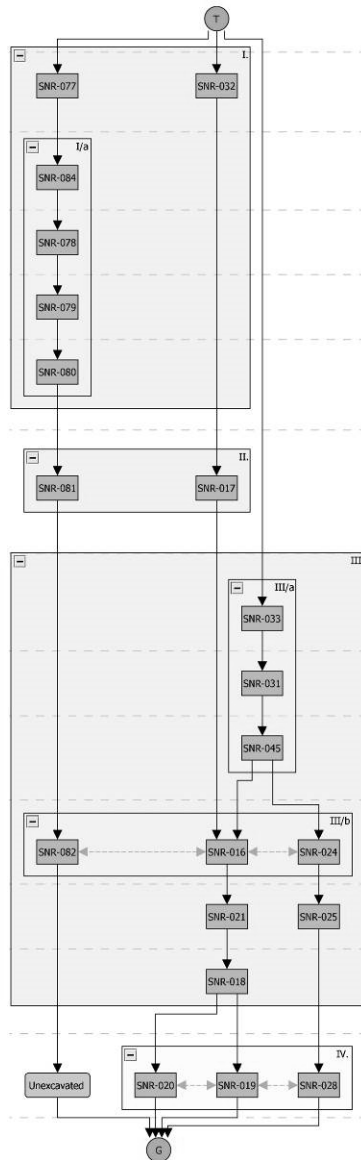 T
I.
SNR-077 SNR-032
I/a
SNR-084
SNR-078
SNR-079
SNR-080
II.
SNR-081 SNR-017
III
III/a
SNR-033
SNR-031
SNR-045
III/b
SNR-082 SNR-016 SNR-024
SNR-021 SNR-025
SNR-018
IV.
Unexcavated SNR-020 SNR-019 SNR-028
G